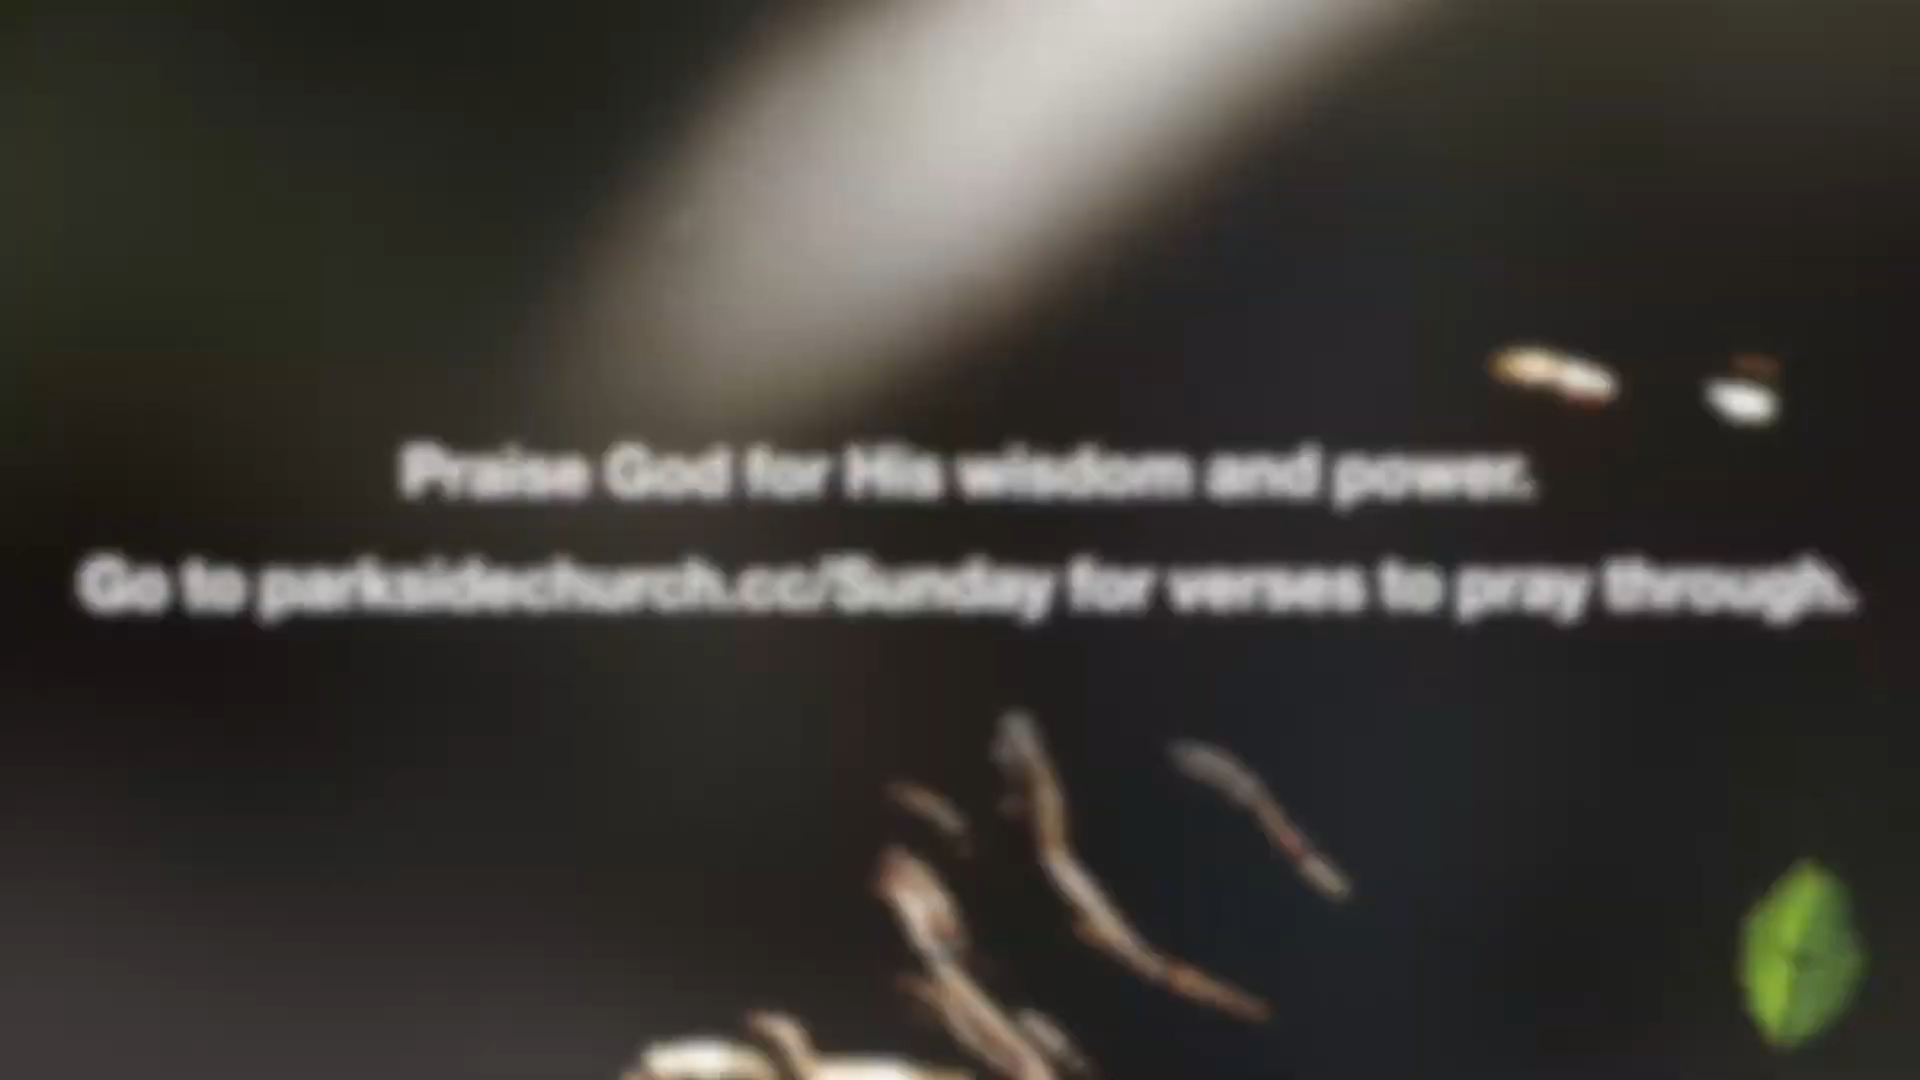 Praise God for His wisdom and power.
Go to parksidechurch.cc/Sunday for verses to pray through.